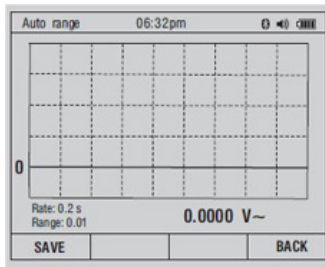 Auto range 06:32pm
0
Rate: 0.2 s
Range: 0.01
0.0000 V~
SAVE BACK